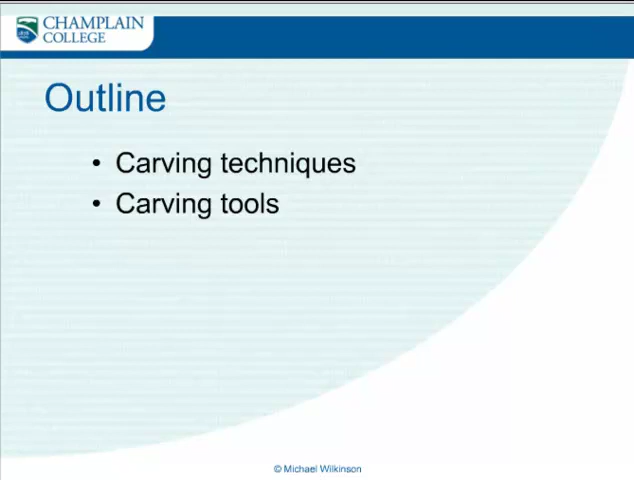 CHAMPLAIN
COLLEGE
Outline
• Carving techniques
• Carving tools
© Michael Wilkinson